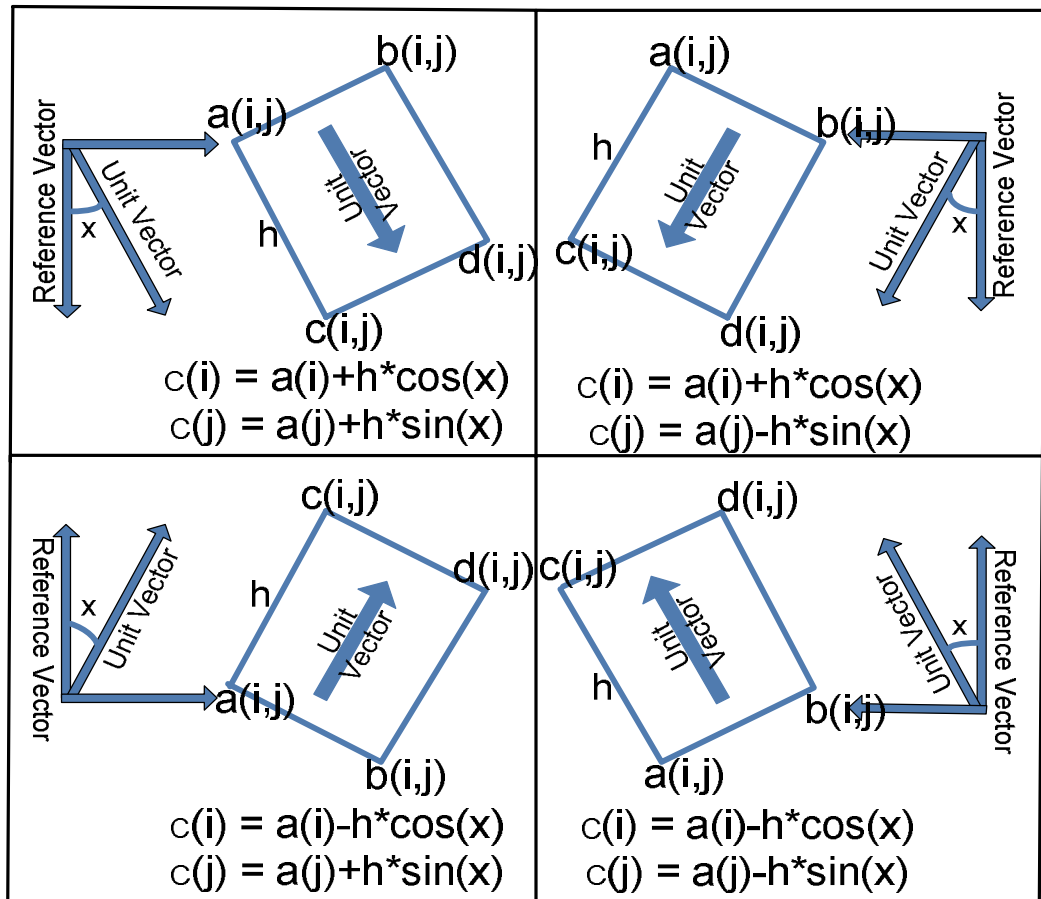 b(i,j)
a(i,j)
Reference Vector
Unit Vector
x
Unit
Vector
h
d(i,j)
c(i,j)
c(i) = a(i)+h*cos(x)
c(j) = a(j)+h*sin(x)
a(i,j)
b(i,j)
h
Unit
Vector
c(i,j)
d(i,j)
Unit Vector
x
Reference Vector
c(i) = a(i)+h*cos(x)
c(j) = a(j)-h*sin(x)
c(i,j)
d(i,j)
Reference Vector
x
Unit Vector
h
Unit
Vector
a(i,j)
b(i,j)
c(i) = a(i)-h*cos(x)
c(j) = a(j)+h*sin(x)
d(i,j)
c(i,j)
Unit
Vector
h
b(i,j)
a(i,j)
Unit Vector
x
Reference Vector
c(i) = a(i)-h*cos(x)
c(j) = a(j)-h*sin(x)